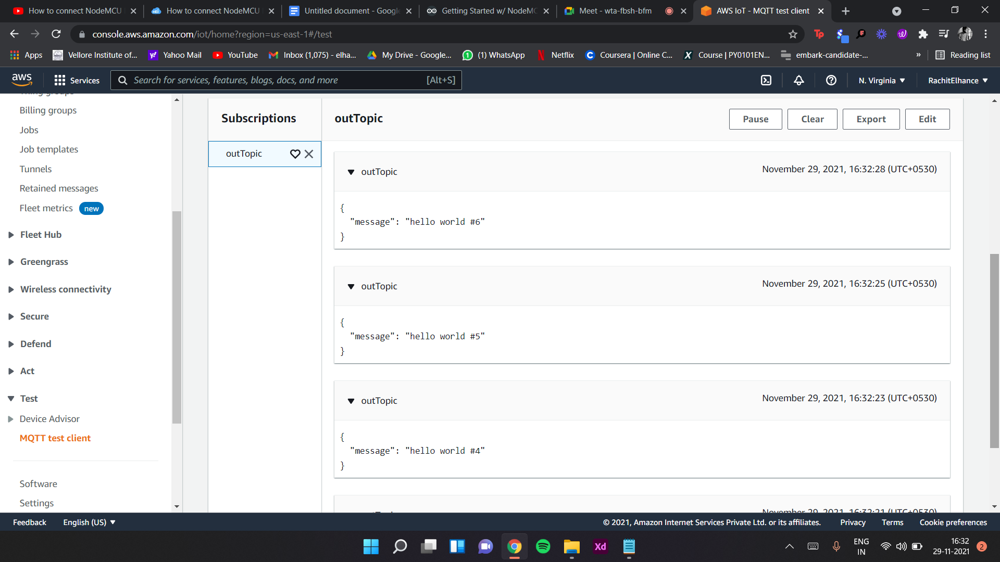 How to connect NodeMCU
How to connect NodeMCU
Untitled document - Google
Getting Started w/ NodeMC
Meet - wta-fbsh-bfm
AWS IoT - MQTT test client
console.aws.amazon.com/iot/home?region=us-east-1#/test
Apps
Vellore Institute of...
Yahoo Mail
YouTube
Inbox (1,075) - elha...
My Drive - Google...
(1) WhatsApp
Netflix
Coursera | Online C...
Course | PY0101EN...
embark-candidate-...
»
Reading list
aws
Services
Search for services, features, blogs, docs, and more
[Alt+S]
N. Virginia
RachitElhance
Thing groups
Billing groups
Jobs
Job templates
Tunnels
Retained messages
Fleet metrics new
Fleet Hub
Greengrass
Wireless connectivity
Secure
Defend
Act
Test
Device Advisor
MQTT test client
Software
Settings
Subscriptions
outTopic
outTopic
Pause
Clear
Export
Edit
outTopic
November 29, 2021, 16:32:28 (UTC+0530)
{
"message": "hello world #6"
}
outTopic
November 29, 2021, 16:32:25 (UTC+0530)
{
"message": "hello world #5"
}
outTopic
November 29, 2021, 16:32:23 (UTC+0530)
{
"message": "hello world #4"
}
November 29, 2021, 16:32:21 (UTC+0530)
Feedback
English (US)
© 2021, Amazon Internet Services Private Ltd. or its affiliates.
Privacy
Terms
Cookie preferences
Xd
ENG
IN
16:32
29-11-2021
2